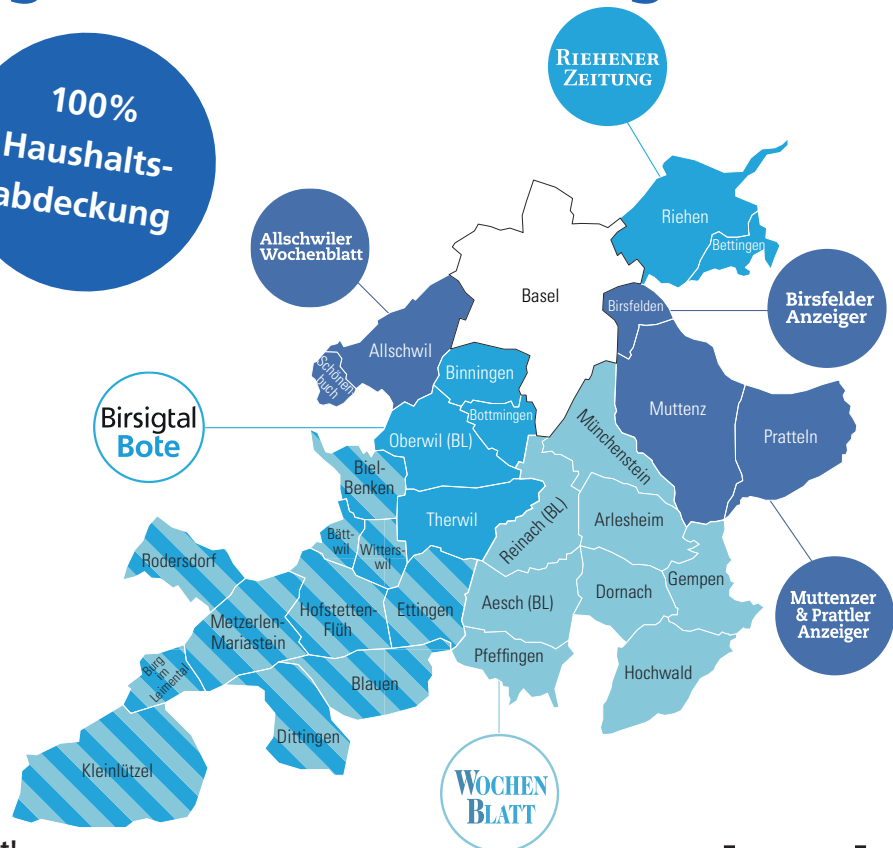 RIEHENER
ZEITUNG
100%
Haushalts-
abdeckung
Riehen
Bettingen
Allschwiler
Wochenblatt
Basel
Birsfelden
Birsfelder
Anzeiger
Allschwil
Schönen-
buch
Binningen
Bottmingen
Muttenz
Pratteln
Birsigtal
Bote
Oberwil (BL)
Münchenstein
Biel-
Benken
Therwil
Reinach (BL)
Arlesheim
Bätt-
wil
Witters-
wil
Rodersdorf
Gempen
Metzerlen-
Mariastein
Hofstetten-
Flüh
Ettingen
Aesch (BL)
Dornach
Muttenzer
& Prattler
Anzeiger
Burg
im
Leimental
Pfeffingen
Hochwald
Blauen
Dittingen
Kleinlützel
WOCHEN
BLATT